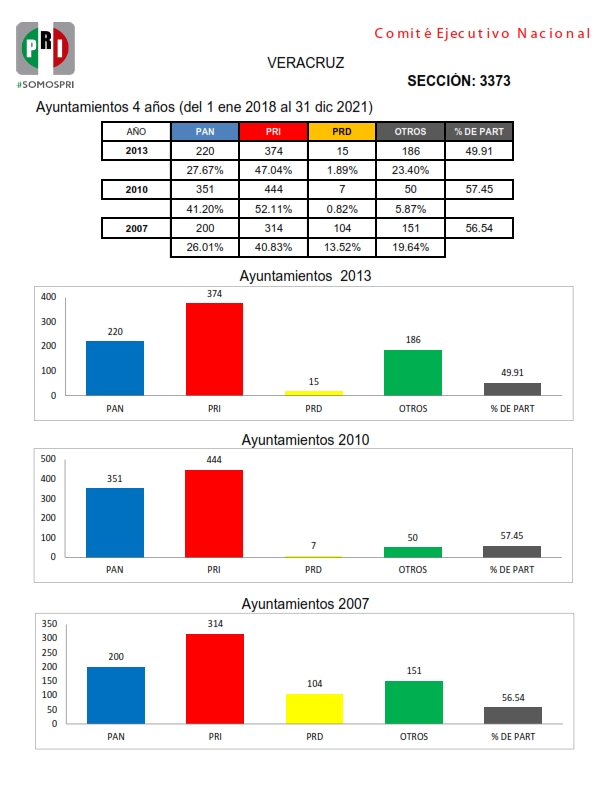 Comité Ejecutivo Nacional
PRI
#SOMOSPRI
VERACRUZ
SECCIÓN: 3373
Ayuntamientos 4 años (del 1 ene 2018 al 31 dic 2021)
AÑO PAN PRI PRD OTROS % DE PART
2013 220 374 15 186 49.91
27.67% 47.04% 1.89% 23.40%
2010 351 444 7 50 57.45
41.20% 52.11% 0.82% 5.87%
2007 200 314 104 151 56.54
26.01% 40.83% 13.52% 19.64%
Ayuntamientos 2013
400
300
200
100
0
220
374
15
186
49.91
PAN PRI PRD OTROS % DE PART
Ayuntamientos 2010
500
400
300
200
100
0
351
444
7
50
57.45
PAN PRI PRD OTROS % DE PART
Ayuntamientos 2007
350
300
250
200
150
100
50
0
200
314
104
151
56.54
PAN PRI PRD OTROS % DE PART